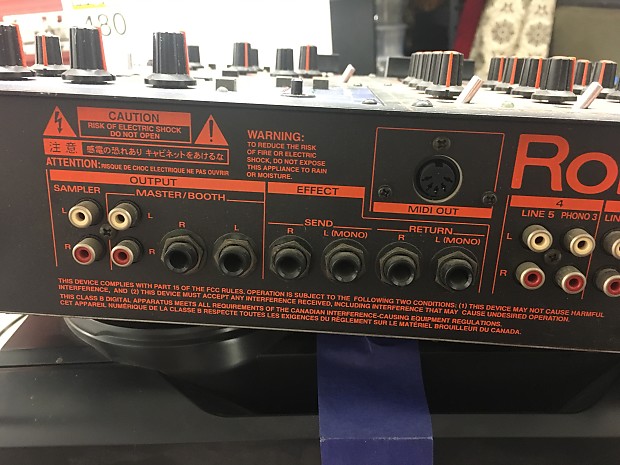 480
CAUTION
RISK OF ELECTRIC SHOCK
DO NOT OPEN
注意 感電の恐れあり キャビネットをあけるな
ATTENTION: RISQUE DE CHOC ELECTRIQUE NE PAS OUVRIR
WARNING:
TO REDUCE THE RISK
OF FIRE OR ELECTRIC
SHOCK, DO NOT EXPOSE
THIS APPLIANCE TO RAIN
OR MOISTURE.
MIDI OUT
Ro
OUTPUT
SAMPLER
MASTER/BOOTH
L
L
R
R
R
L
EFFECT
SEND
R
L (MONO)
RETURN
R
L (MONO)
4
LINE 5
PHONO 3
L
R
THIS DEVICE COMPLIES WITH PART 15 OF THE FCC RULES. OPERATION IS SUBJECT TO THE FOLLOWING TWO CONDITIONS: (1) THIS DEVICE MAY NOT CAUSE HARMFUL
INTERFERENCE, AND (2) THIS DEVICE MUST ACCEPT ANY INTERFERENCE RECEIVED, INCLUDING INTERFERENCE THAT MAY CAUSE UNDESIRED OPERATION.
THIS CLASS B DIGITAL APPARATUS MEETS ALL REQUIREMENTS OF THE CANADIAN INTERFERENCE-CAUSING EQUIPMENT REGULATIONS.
CET APPAREIL NUMÉRIQUE DE LA CLASSE B RESPECTE TOUTES LES EXIGENCES DU RÈGLEMENT SUR LE MATÉRIEL BROUILLEUR DU CANADA.